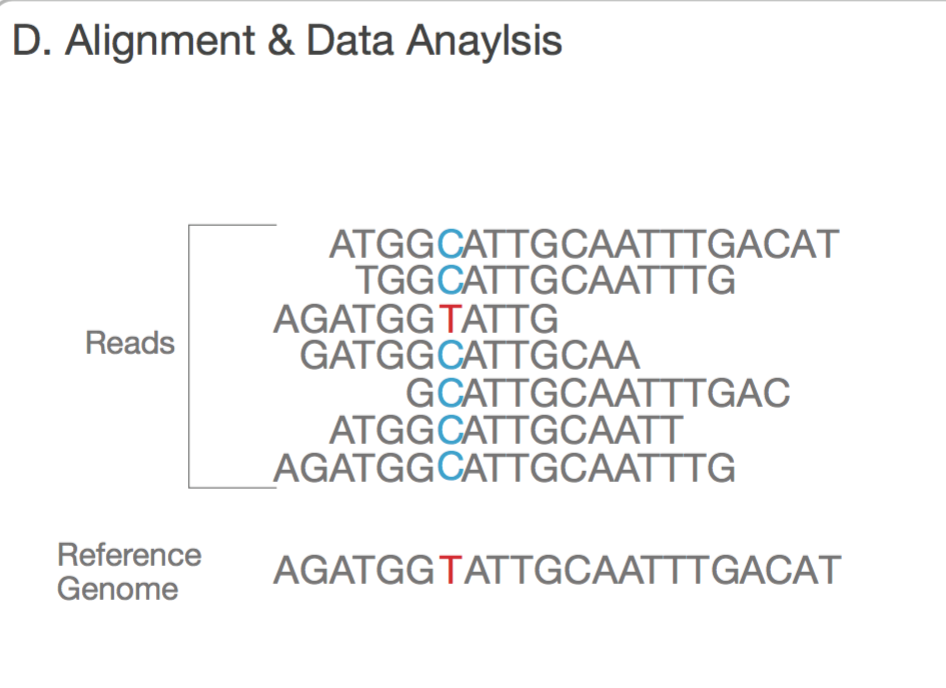 D. Alignment & Data Anaylsis
ATGGCATTGCAATTTGACAT
TGGCATTGCAATTTG
AGATGGTATTG
Reads
GATGGCATTGCAA
GCATTGCAATTTGAC
ATGGCATTGCAATT
AGATGGCATTGCAATTTG
Reference
Genome
AGATGGTATTGCAATTTGACAT